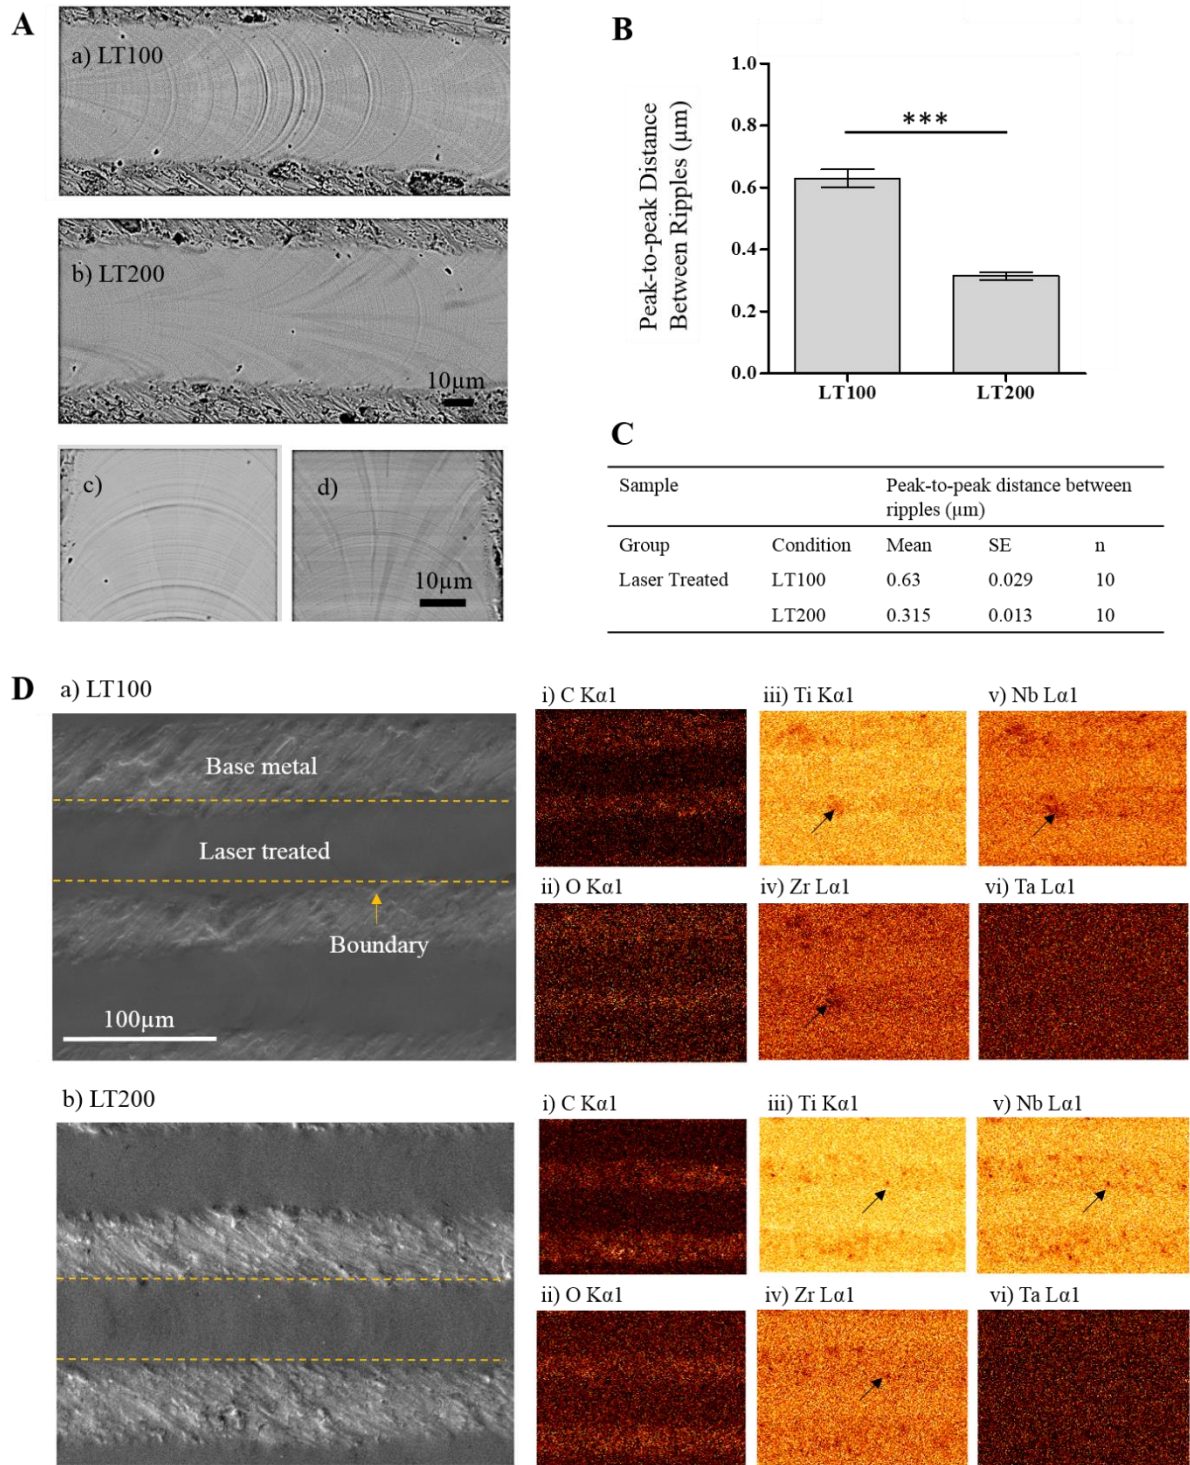 A
a) LT100
b) LT200
10µm
c)
d)
10µm
B
Peak-to-peak Distance
Between Ripples (µm)
1.0
0.8
0.6
0.4
0.2
0.0
***
LT100
LT200
C
Sample
Peak-to-peak distance between
ripples (µm)
Group Condition Mean SE n
Laser Treated LT100 0.63 0.029 10
LT200 0.315 0.013 10
D
a) LT100
Base metal
Laser treated
Boundary
100µm
i) C Kα1
iii) Ti Kα1
v) Nb Lα1
ii) O Kα1
iv) Zr Lα1
vi) Ta Lα1
b) LT200
i) C Kα1
iii) Ti Kα1
v) Nb Lα1
ii) O Kα1
iv) Zr Lα1
vi) Ta Lα1